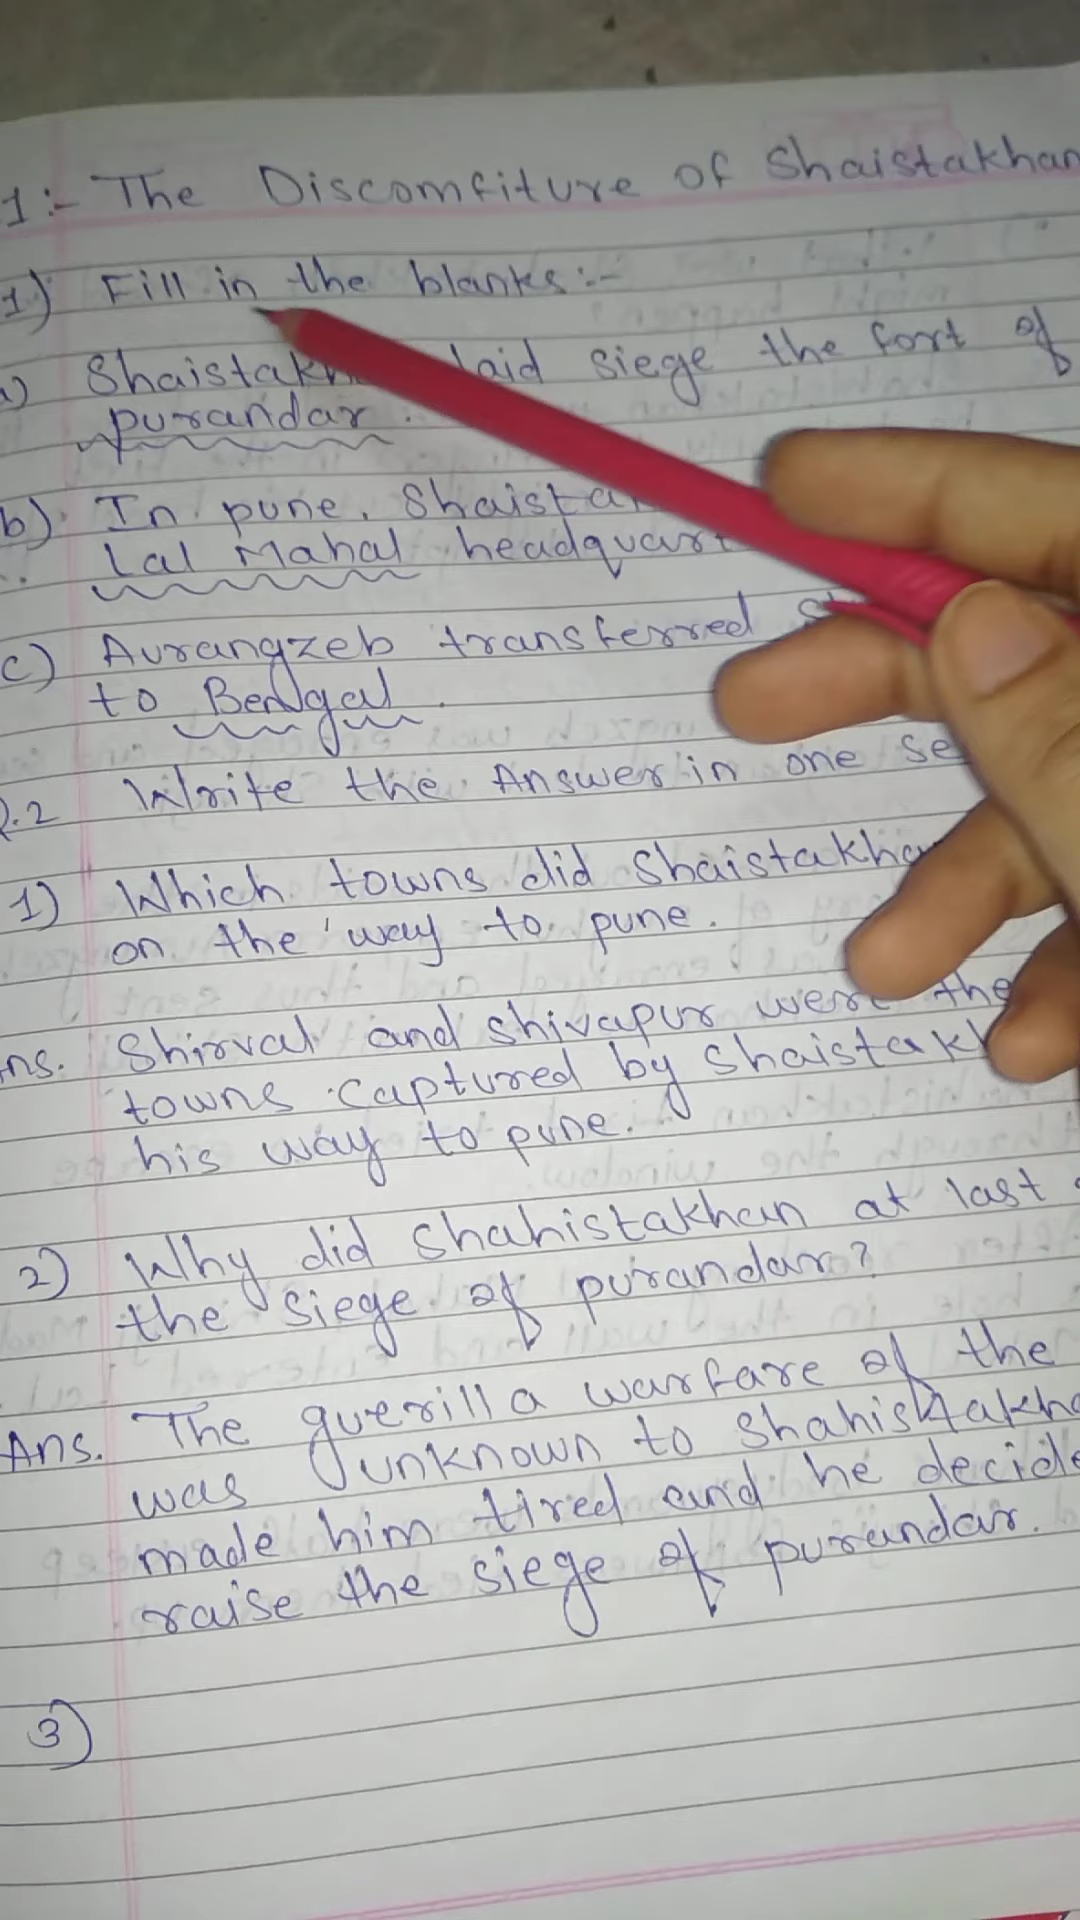 1:- The Discomfiture of Shaistakhan
1) Fill in the blanks:-
a) Shaistakh laid siege the fort of
purandar.
b) In pune, Shaista
Lal Mahal headquart
c) Aurangzeb transferred
to Bengal.
Q.2 Write the Answer in one se
1) Which towns did Shaistakha
on the way to pune.
Ans. Shirval and shivapur were the
towns captured by Shaistakh
his way to pune.
2) Why did Shahistakhan at last
the siege of purandar?
Ans. The guerilla warfare of the
was unknown to Shahistakha
made him tired and he decide
raise the siege of purandar.
3)